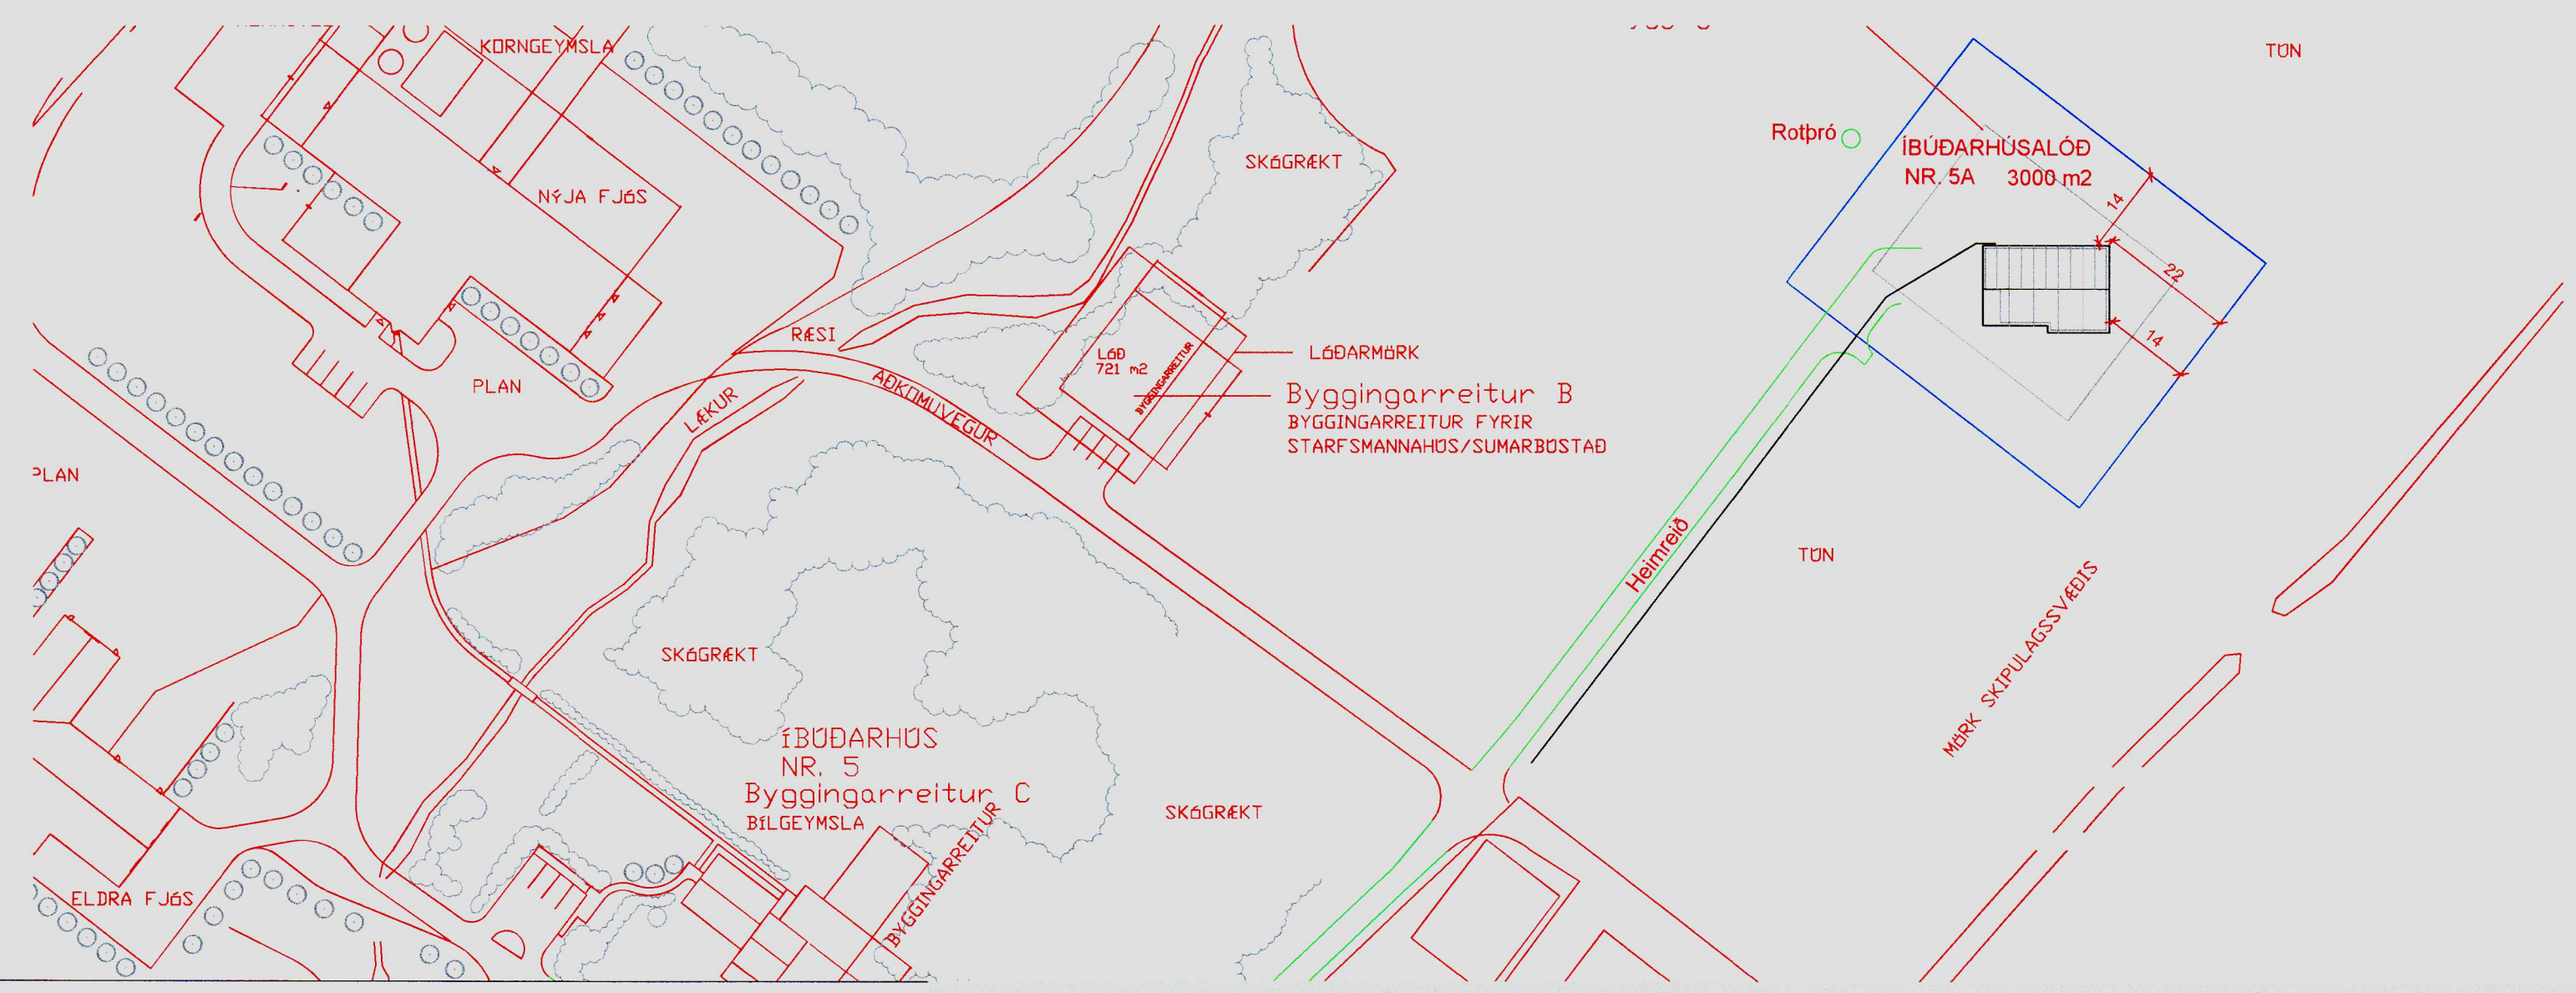 KORNGEYMSLA
NÝJA FJóS
PLAN
PLAN
ELDRA FJóS
RÆSI
LÆKUR
AÐKOMUVEGUR
SKóGRÆKT
LóÐ
721 m2
BYGGINGARREITUR
LóÐARMöRK
Byggingarreitur B
BYGGINGARREITUR FYRIR
STARFSMANNAHÚS/SUMARBÚSTAÐ
SKóGRÆKT
íBÚÐARHÚS
NR. 5
Byggingarreitur C
BíLGEYMSLA
BYGGINGARREITUR
SKóGRÆKT
Rotþró
ÍBÚÐARHÚSALÓÐ
NR. 5A 3000 m2
14
22
14
TÚN
Heimreið
TÚN
MöRK SKIPULAGSSVÆÐIS